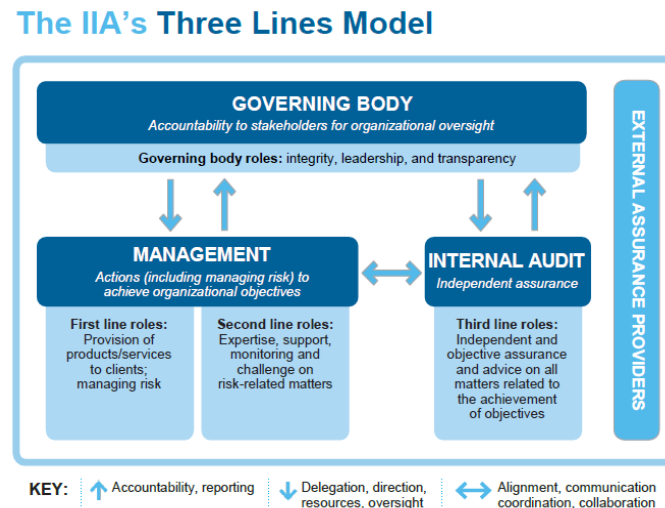 The IIA's Three Lines Model
GOVERNING BODY
Accountability to stakeholders for organizational oversight
Governing body roles: integrity, leadership, and transparency
MANAGEMENT
Actions (including managing risk) to
achieve organizational objectives
First line roles:
Provision of
products/services
to clients;
managing risk
Second line roles:
Expertise, support,
monitoring and
challenge on
risk-related matters
INTERNAL AUDIT
Independent assurance
Third line roles:
Independent and
objective assurance
and advice on all
matters related to
the achievement
of objectives
EXTERNAL ASSURANCE PROVIDERS
KEY:
Accountability, reporting
Delegation, direction,
resources, oversight
Alignment, communication
coordination, collaboration